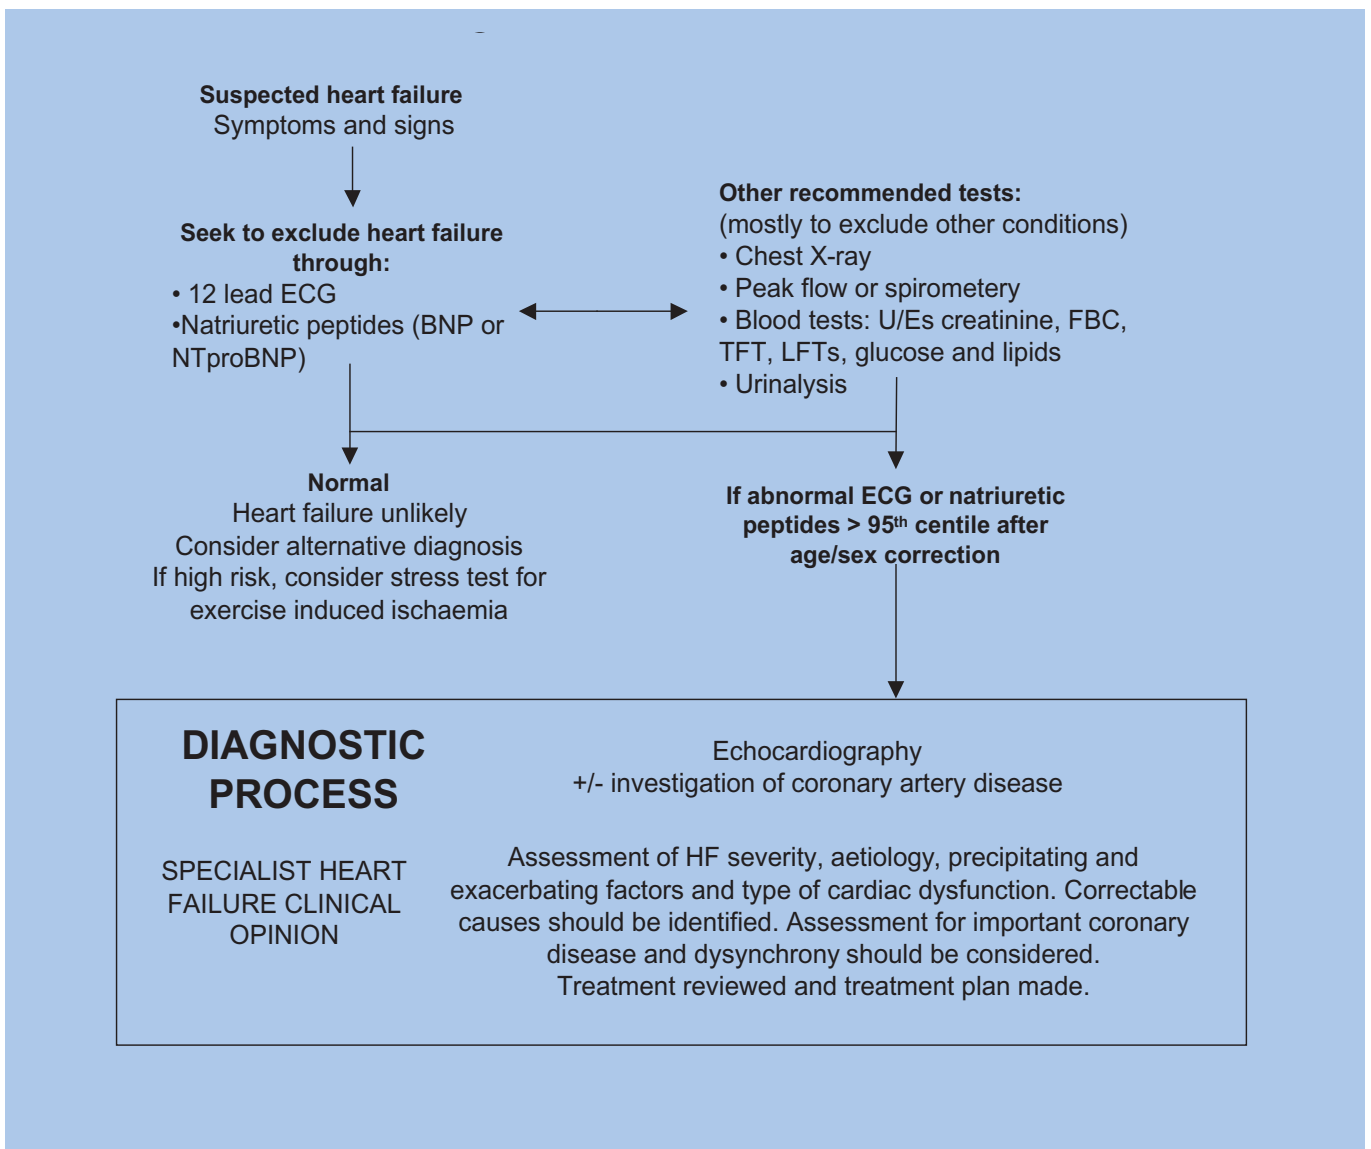 Suspected heart failure
Symptoms and signs
Seek to exclude heart failure
through:
• 12 lead ECG
•Natriuretic peptides (BNP or
NTproBNP)
Other recommended tests:
(mostly to exclude other conditions)
• Chest X-ray
• Peak flow or spirometery
• Blood tests: U/Es creatinine, FBC,
TFT, LFTs, glucose and lipids
• Urinalysis
Normal
Heart failure unlikely
Consider alternative diagnosis
If high risk, consider stress test for
exercise induced ischaemia
If abnormal ECG or natriuretic
peptides > 95th centile after
age/sex correction
DIAGNOSTIC
PROCESS
SPECIALIST HEART
FAILURE CLINICAL
OPINION
Echocardiography
+/- investigation of coronary artery disease
Assessment of HF severity, aetiology, precipitating and
exacerbating factors and type of cardiac dysfunction. Correctable
causes should be identified. Assessment for important coronary
disease and dysynchrony should be considered.
Treatment reviewed and treatment plan made.